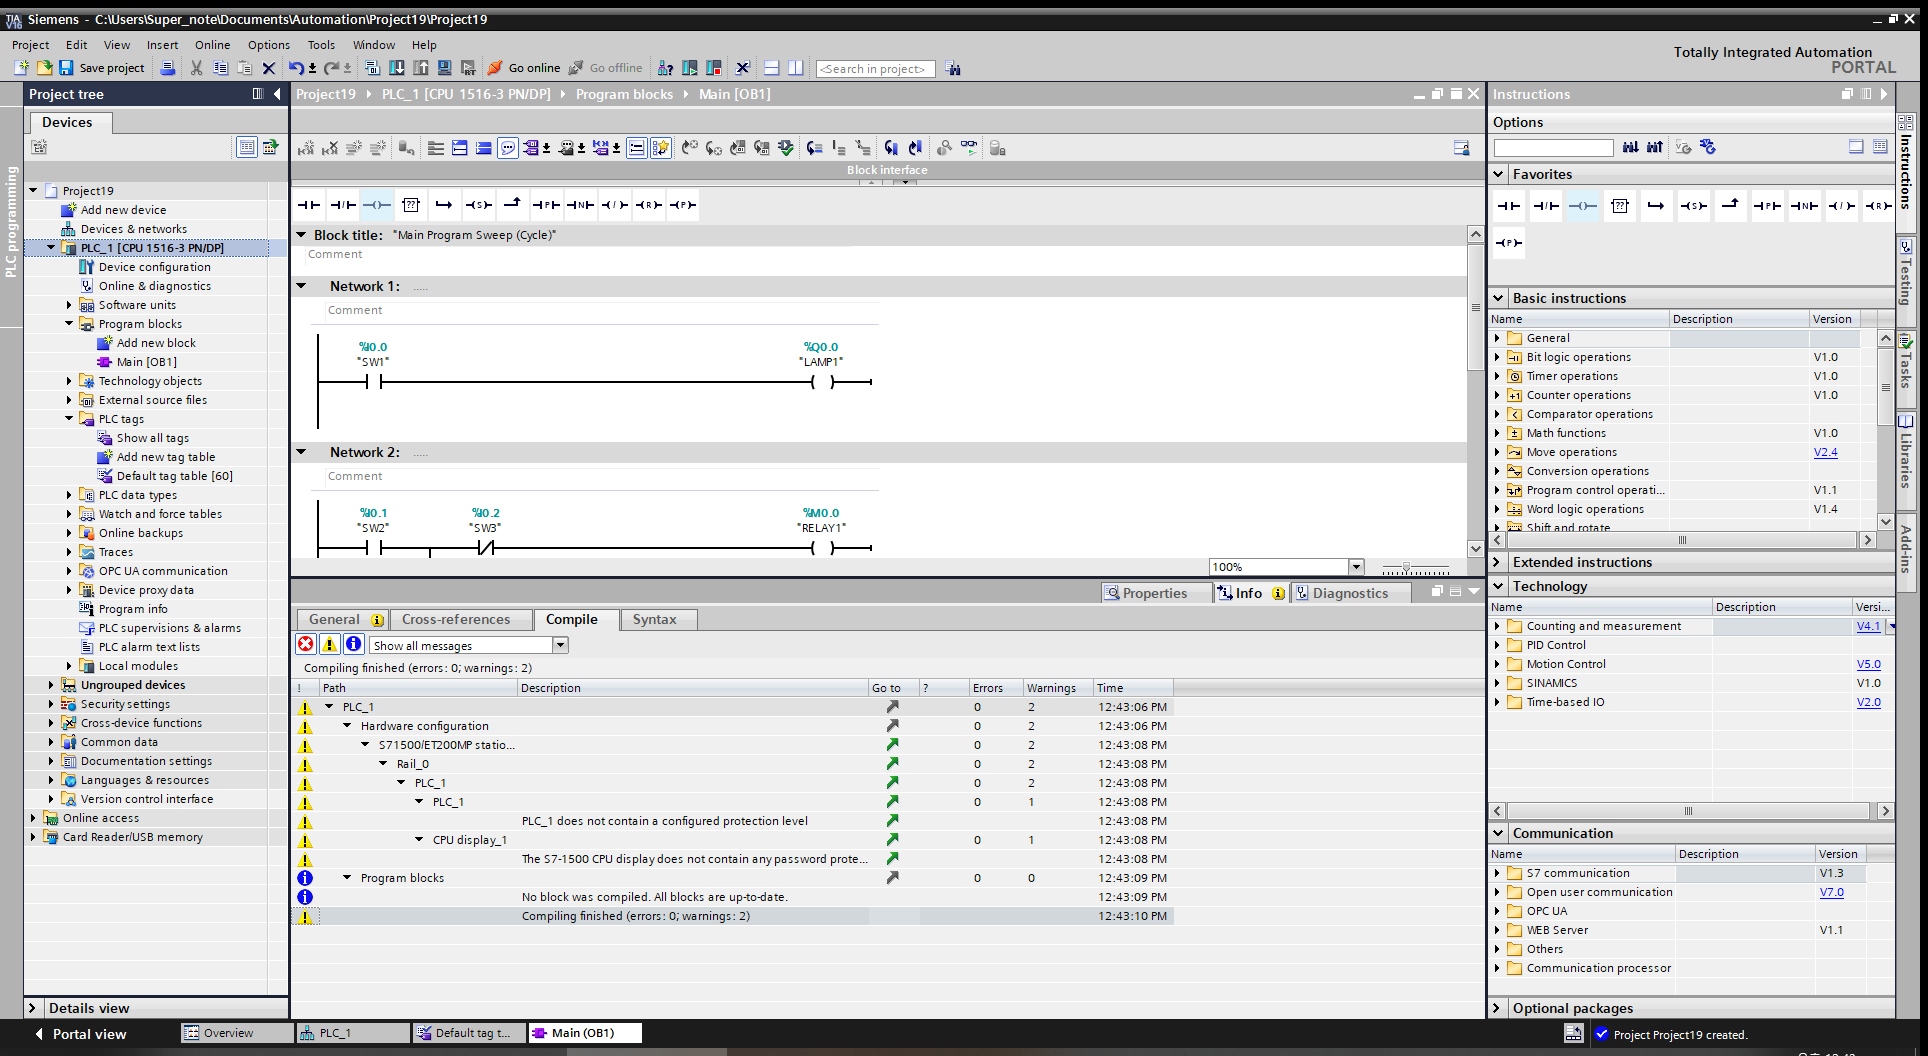 Siemens - C:\Users\Super_note\Documents\Automation\Project19\Project19
Project Edit View Insert Online Options Tools Window Help
Totally Integrated Automation
PORTAL
Save project
Go online
Go offline
<Search in project>
Project tree
Devices
PLC programming
Project19
Add new device
Devices & networks
PLC_1 [CPU 1516-3 PN/DP]
Device configuration
Online & diagnostics
Software units
Program blocks
Add new block
Main [OB1]
Technology objects
External source files
PLC tags
Show all tags
Add new tag table
Default tag table [60]
PLC data types
Watch and force tables
Online backups
Traces
OPC UA communication
Device proxy data
Program info
PLC supervisions & alarms
PLC alarm text lists
Local modules
Ungrouped devices
Security settings
Cross-device functions
Common data
Documentation settings
Languages & resources
Version control interface
Online access
Card Reader/USB memory
Details view
Project19 PLC_1 [CPU 1516-3 PN/DP] Program blocks Main [OB1]
Block interface
Block title: "Main Program Sweep (Cycle)"
Comment
Network 1: .....
Comment
%I0.0 %Q0.0
"SW1" "LAMP1"
Network 2: .....
Comment
%I0.1 %I0.2 %M0.0
"SW2" "SW3" "RELAY1"
100%
Properties Info Diagnostics
General Cross-references Compile Syntax
Show all messages
Compiling finished (errors: 0; warnings: 2)
! Path Description Go to ? Errors Warnings Time
PLC_1 0 2 12:43:06 PM
Hardware configuration 0 2 12:43:06 PM
S71500/ET200MP statio... 0 2 12:43:08 PM
Rail_0 0 2 12:43:08 PM
PLC_1 0 2 12:43:08 PM
PLC_1 0 1 12:43:08 PM
PLC_1 does not contain a configured protection level 12:43:08 PM
CPU display_1 0 1 12:43:08 PM
The S7-1500 CPU display does not contain any password prote... 12:43:08 PM
Program blocks 0 0 12:43:09 PM
No block was compiled. All blocks are up-to-date. 12:43:09 PM
Compiling finished (errors: 0; warnings: 2) 12:43:10 PM
Instructions
Options
Favorites
Basic instructions
Name Description Version
General
Bit logic operations V1.0
Timer operations V1.0
Counter operations V1.0
Comparator operations
Math functions V1.0
Move operations V2.4
Conversion operations
Program control operati... V1.1
Word logic operations V1.4
Shift and rotate
Extended instructions
Technology
Name Description Versi...
Counting and measurement V4.1
PID Control
Motion Control V5.0
SINAMICS V1.0
Time-based IO V2.0
Communication
Name Description Version
S7 communication V1.3
Open user communication V7.0
OPC UA
WEB Server V1.1
Others
Communication processor
Optional packages
Instructions
Testing
Tasks
Libraries
Add-ins
Portal view Overview PLC_1 Default tag t... Main (OB1)
Project Project19 created.